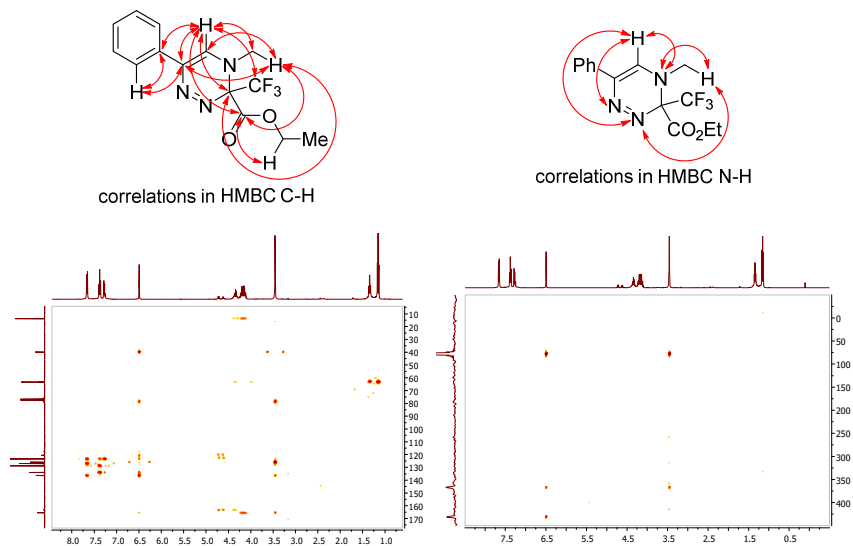 H
N
CF3
N
N
H
H
O
O
Me
H
correlations in HMBC C-H
H
Ph
N
H
N
N
CF3
CO2Et
correlations in HMBC N-H
10
20
30
40
50
60
70
80
90
100
110
120
130
140
150
160
170
8.0 7.5 7.0 6.5 6.0 5.5 5.0 4.5 4.0 3.5 3.0 2.5 2.0 1.5 1.0
0
50
100
150
200
250
300
350
400
7.5 6.5 5.5 4.5 3.5 2.5 1.5 0.5